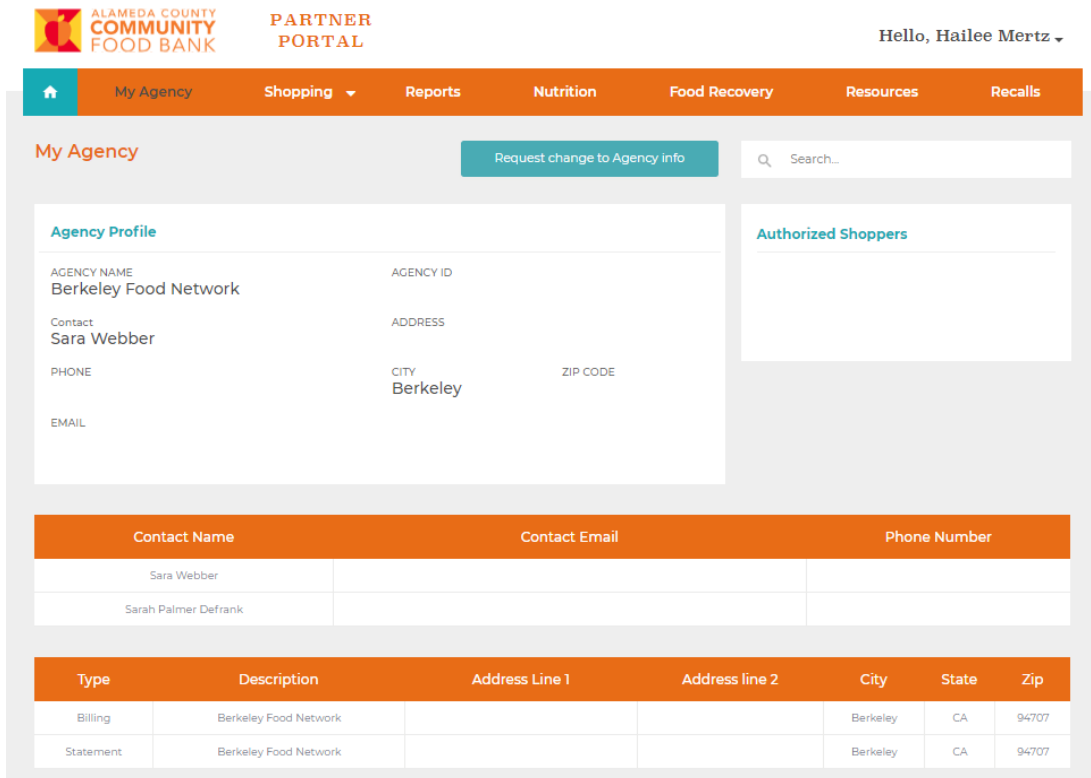 ALAMEDA COUNTY
COMMUNITY
FOOD BANK
PARTNER
PORTAL
Hello, Hailee Mertz
My Agency Shopping Reports Nutrition Food Recovery Resources Recalls
My Agency
Request change to Agency info
Search...
Agency Profile
AGENCY NAME AGENCY ID
Berkeley Food Network
Contact ADDRESS
Sara Webber
PHONE CITY ZIP CODE
Berkeley
EMAIL
Authorized Shoppers
Contact Name Contact Email Phone Number
Sara Webber
Sarah Palmer Defrank
Type Description Address Line 1 Address line 2 City State Zip
Billing Berkeley Food Network Berkeley CA 94707
Statement Berkeley Food Network Berkeley CA 94707